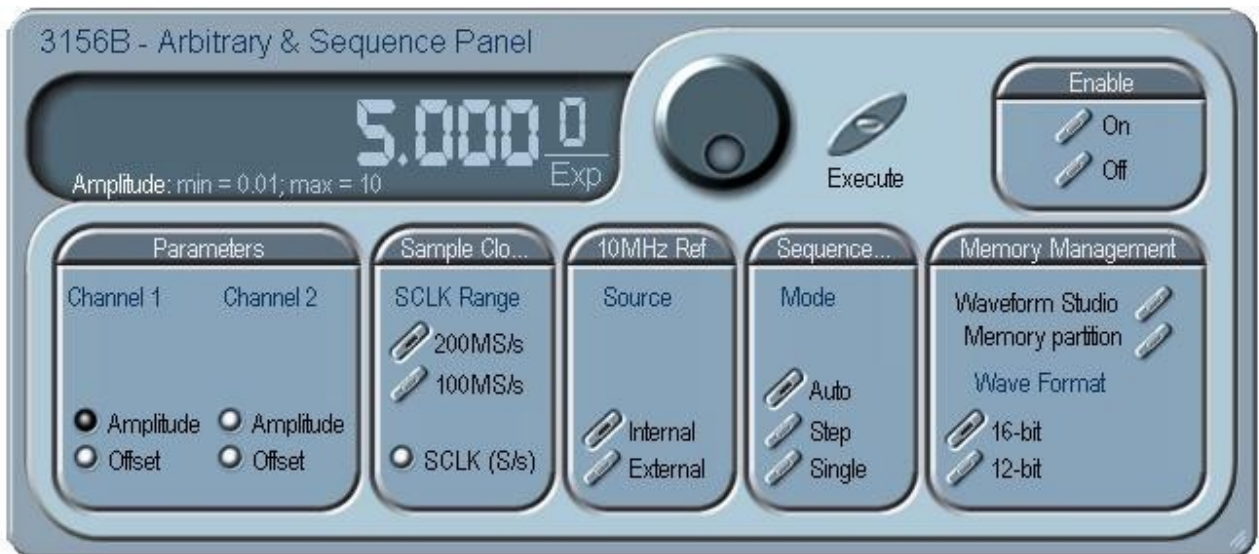 3156B - Arbitrary & Sequence Panel
5.000 0
Exp
Amplitude: min = 0.01; max = 10
Execute
Enable
On
Off
Parameters
Channel 1 Channel 2
Amplitude Amplitude
Offset Offset
Sample Clo...
SCLK Range
200MS/s
100MS/s
SCLK (S/s)
10MHz Ref
Source
Internal
External
Sequence...
Mode
Auto
Step
Single
Memory Management
Waveform Studio
Memory partition
Wave Format
16-bit
12-bit